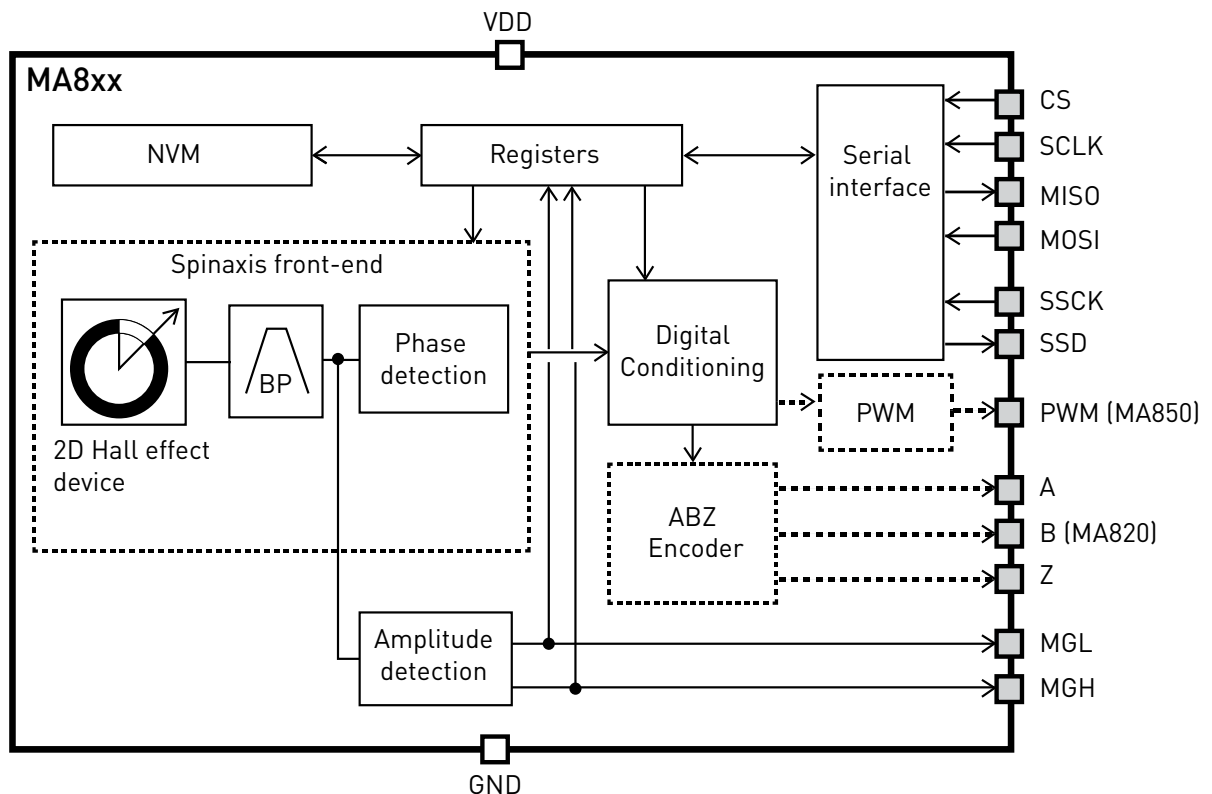 VDD
MA8xx
NVM
Registers
Serial
interface
CS
SCLK
MISO
MOSI
SSCK
SSD
Spinaxis front-end
BP
Phase
detection
2D Hall effect
device
Digital
Conditioning
PWM
PWM (MA850)
ABZ
Encoder
A
B (MA820)
Z
Amplitude
detection
MGL
MGH
GND